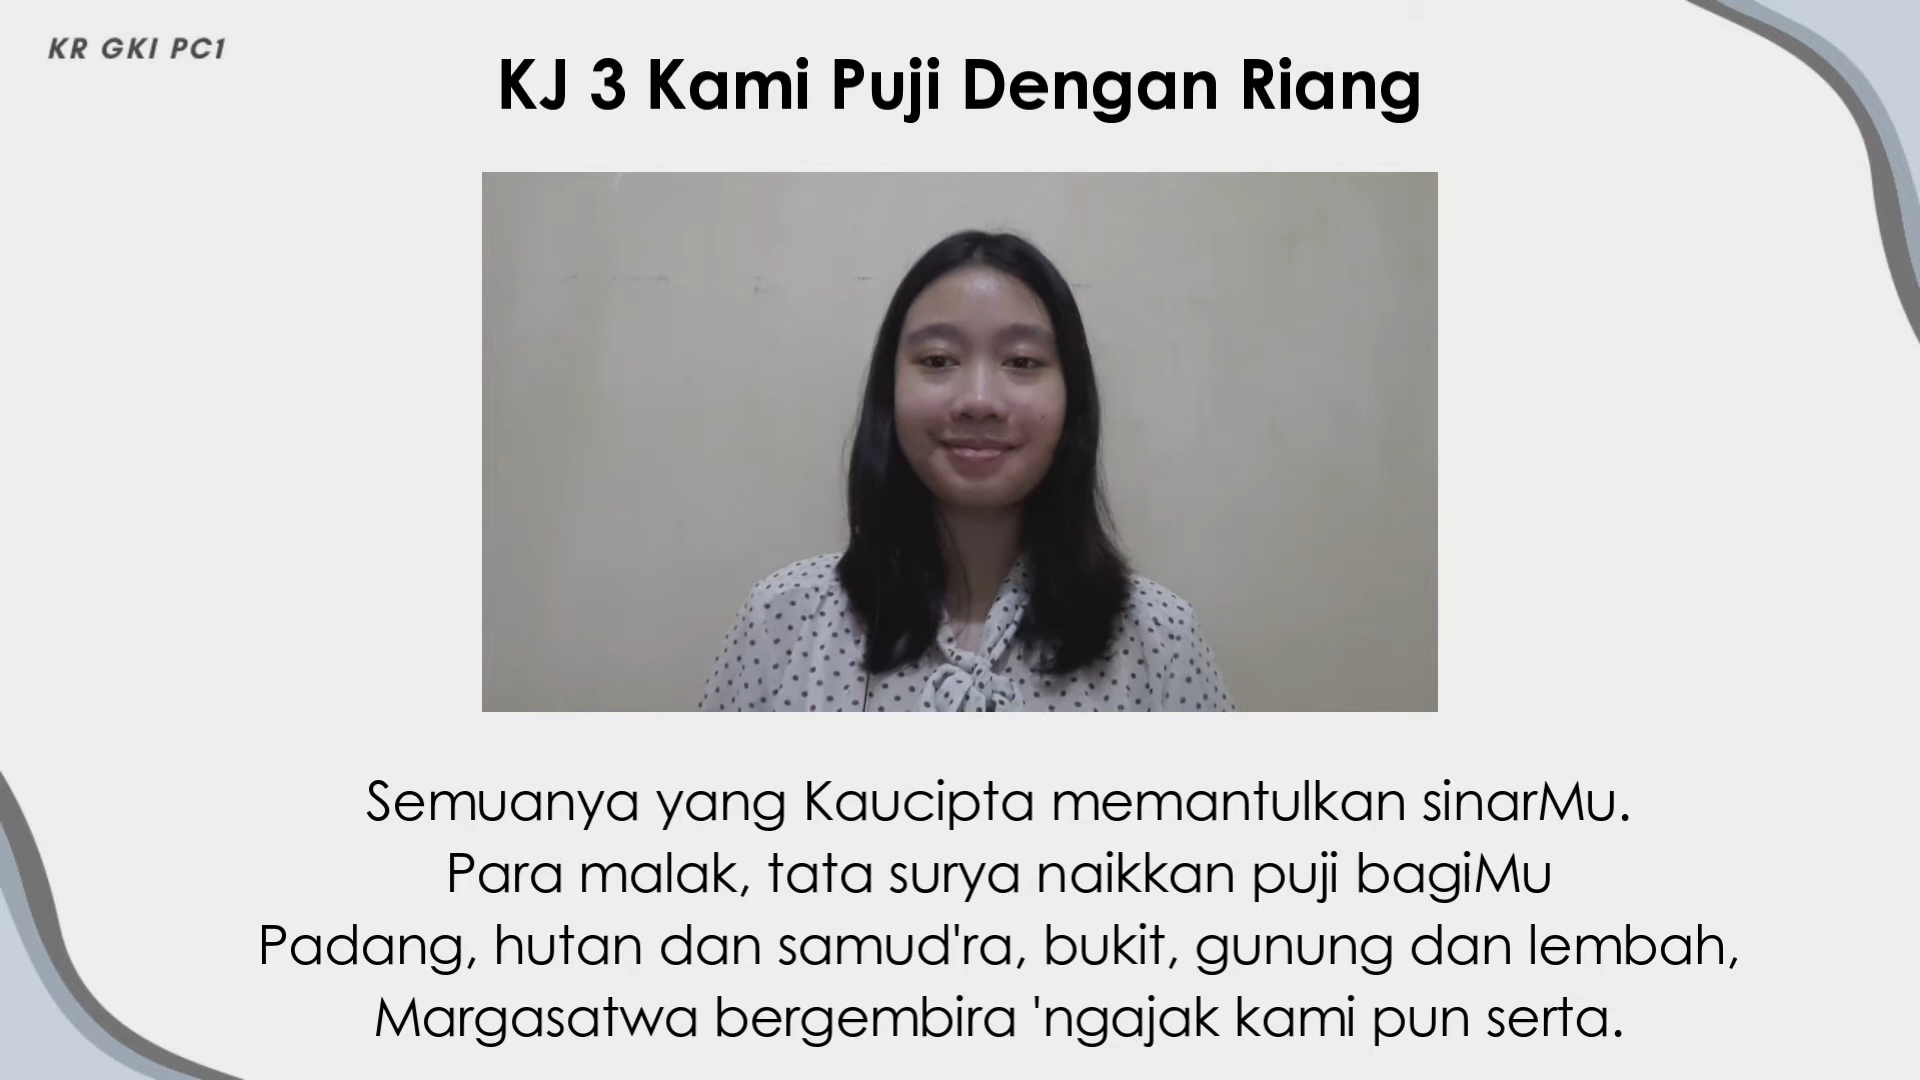 KR GKI PC1
KJ 3 Kami Puji Dengan Riang
Semuanya yang Kaucipta memantulkan sinarMu.
Para malak, tata surya naikkan puji bagiMu
Padang, hutan dan samud'ra, bukit, gunung dan lembah,
Margasatwa bergembira 'ngajak kami pun serta.